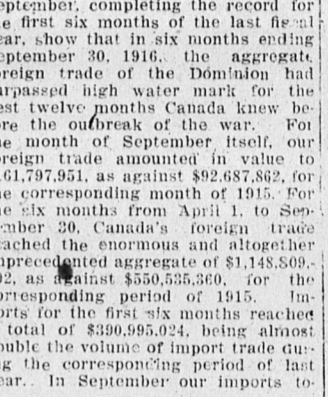 eptember, completing the record for
e first six months of the last fiscal
ear, show that in six months ending
eptember 30, 1916, the aggregate
oreign trade of the Dominion had
urpassed high water mark for the
est twelve months Canada knew be-
ore the outbreak of the war. For
e month of September itself, our
oreign trade amounted in value to
61,797,951, as against $92,687,862, for
e corresponding month of 1915. For
e six months from April 1, to Sep-
mber 30, Canada's foreign trade
ached the enormous and altogether
nprecedented aggregate of $1,148,809,-
02, as against $550,535,360, for the
orresponding period of 1915. Im-
orts for the first six months reached
total of $390,995,024, being almost
ouble the volume of import trade dur-
ng the corresponding period of last
ear. In September our imports to-